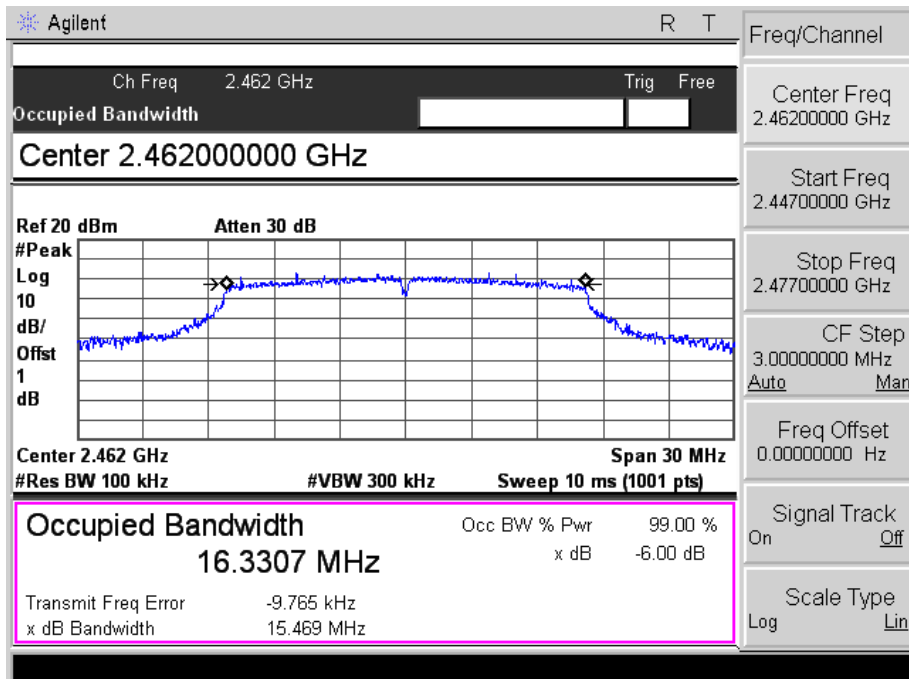 Agilent R T
Freq/Channel
Ch Freq 2.462 GHz Trig Free
Occupied Bandwidth
Center 2.462000000 GHz
Ref 20 dBm Atten 30 dB
#Peak
Log
10
dB/
Offst
1
dB
Center 2.462 GHz Span 30 MHz
#Res BW 100 kHz #VBW 300 kHz Sweep 10 ms (1001 pts)
Occupied Bandwidth
16.3307 MHz
Occ BW % Pwr 99.00 %
x dB -6.00 dB
Transmit Freq Error -9.765 kHz
x dB Bandwidth 15.469 MHz
Center Freq
2.46200000 GHz
Start Freq
2.44700000 GHz
Stop Freq
2.47700000 GHz
CF Step
3.00000000 MHz
Auto Man
Freq Offset
0.00000000 Hz
Signal Track
On Off
Scale Type
Log Lin